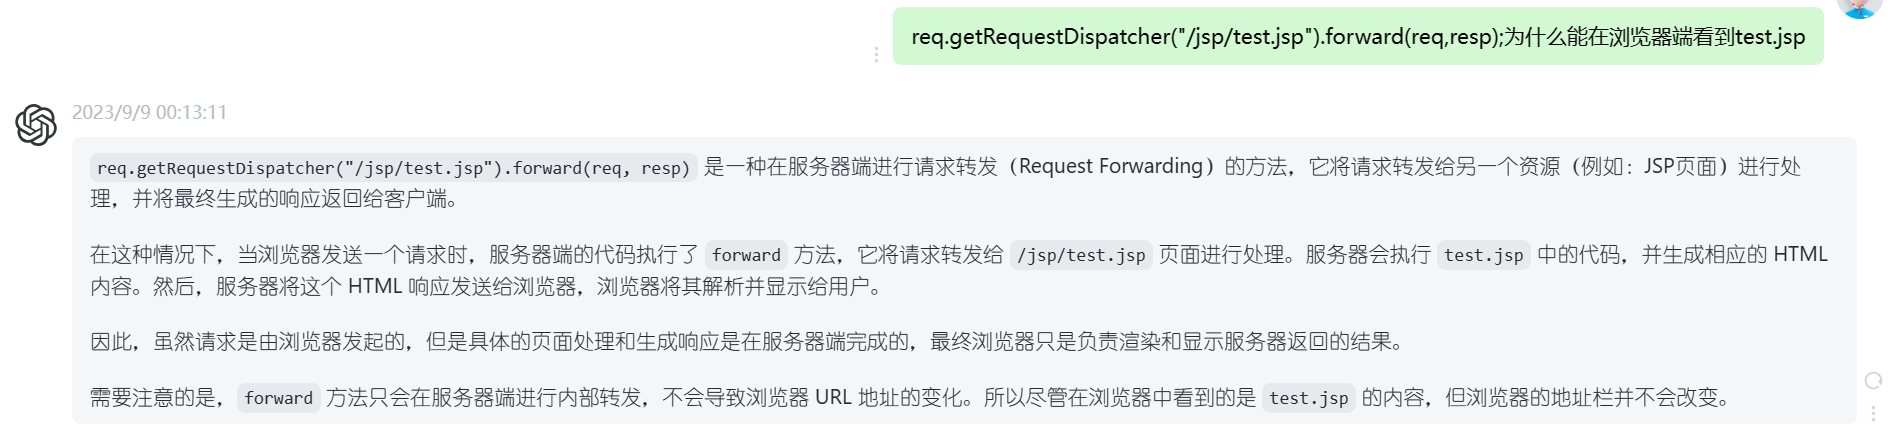 req.getRequestDispatcher("/jsp/test.jsp").forward(req,resp);为什么能在浏览器端看到test.jsp
2023/9/9 00:13:11
req.getRequestDispatcher("/jsp/test.jsp").forward(req, resp) 是一种在服务器端进行请求转发（Request Forwarding）的方法，它将请求转发给另一个资源（例如：JSP页面）进行处
理，并将最终生成的响应返回给客户端。
在这种情况下，当浏览器发送一个请求时，服务器端的代码执行了 forward 方法，它将请求转发给 /jsp/test.jsp 页面进行处理。服务器会执行 test.jsp 中的代码，并生成相应的 HTML
内容。然后，服务器将这个 HTML 响应发送给浏览器，浏览器将其解析并显示给用户。
因此，虽然请求是由浏览器发起的，但是具体的页面处理和生成响应是在服务器端完成的，最终浏览器只是负责渲染和显示服务器返回的结果。
需要注意的是，forward 方法只会在服务器端进行内部转发，不会导致浏览器 URL 地址的变化。所以尽管在浏览器中看到的是 test.jsp 的内容，但浏览器的地址栏并不会改变。